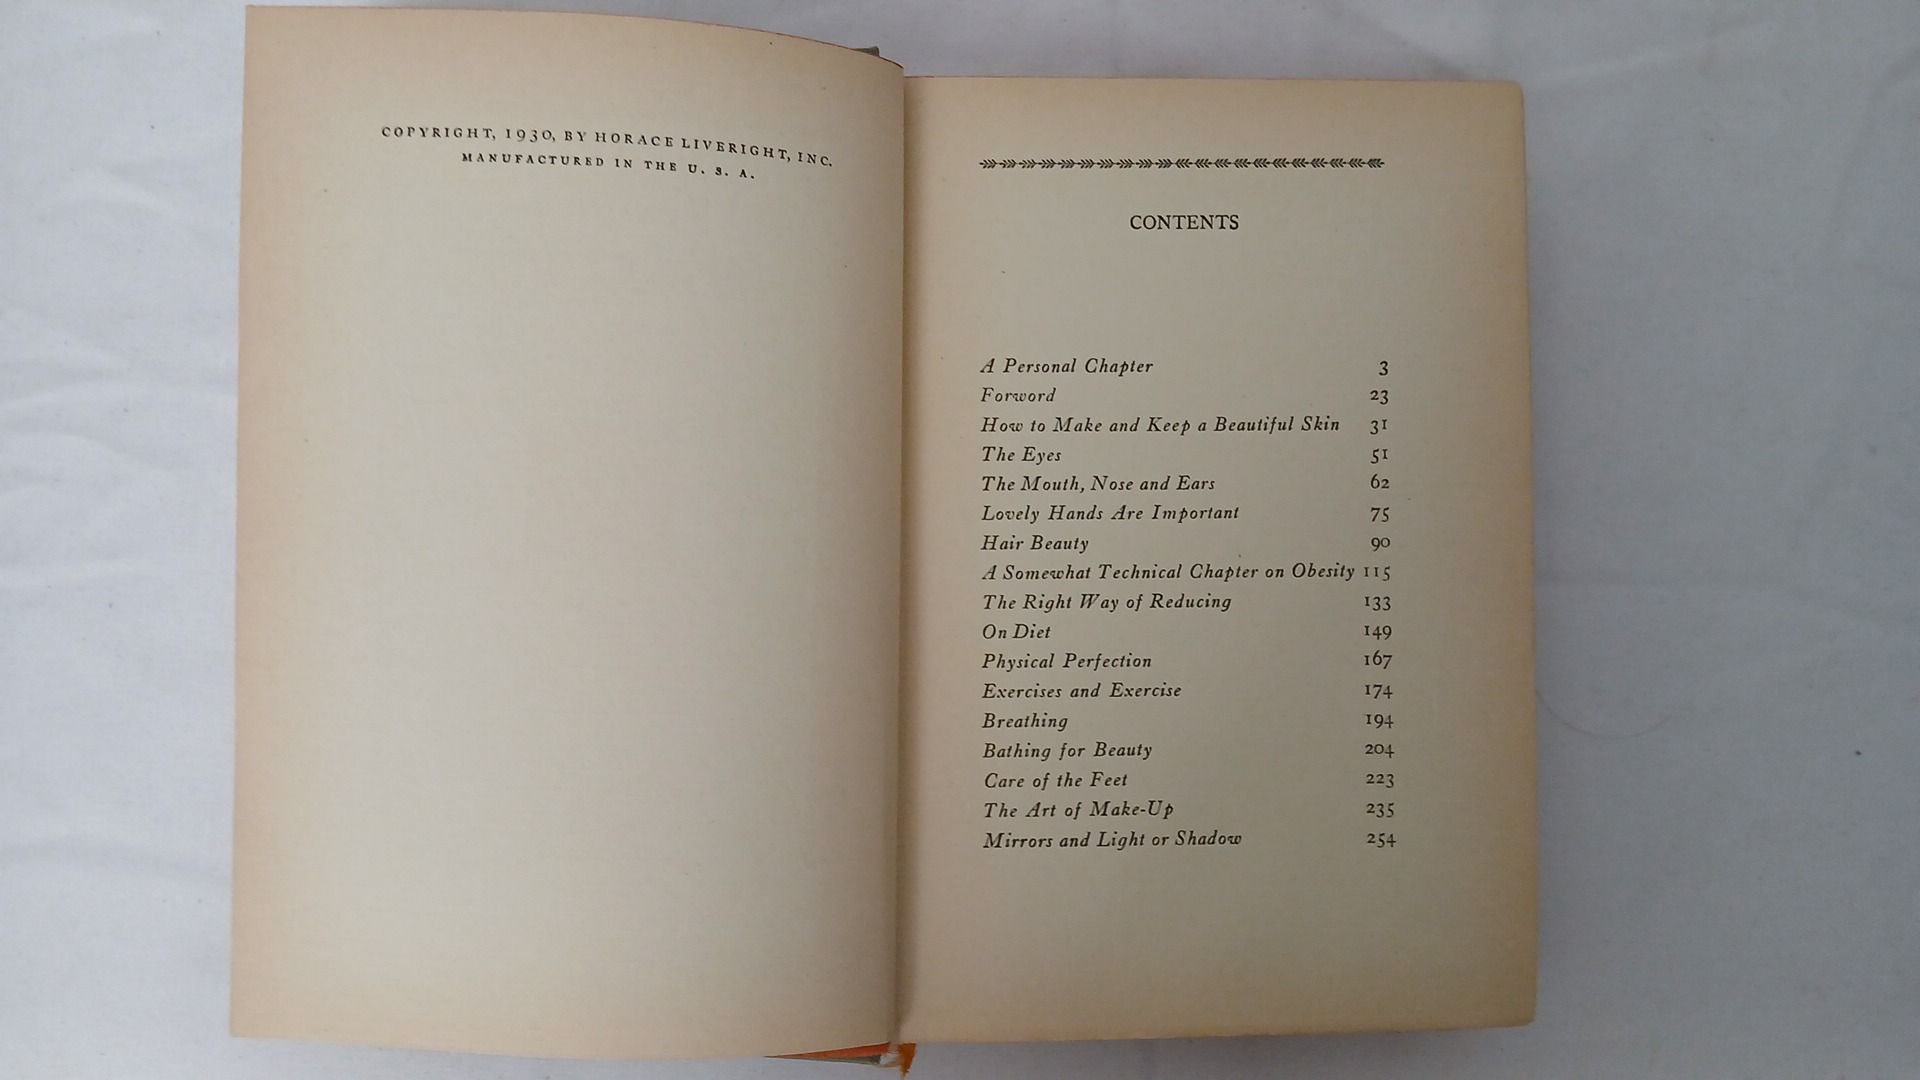 COPYRIGHT, 1930, BY HORACE LIVERIGHT, INC.
MANUFACTURED IN THE U. S. A.
CONTENTS
A Personal Chapter 3
Forword 23
How to Make and Keep a Beautiful Skin 31
The Eyes 51
The Mouth, Nose and Ears 62
Lovely Hands Are Important 75
Hair Beauty 90
A Somewhat Technical Chapter on Obesity 115
The Right Way of Reducing 133
On Diet 149
Physical Perfection 167
Exercises and Exercise 174
Breathing 194
Bathing for Beauty 204
Care of the Feet 223
The Art of Make-Up 235
Mirrors and Light or Shadow 254